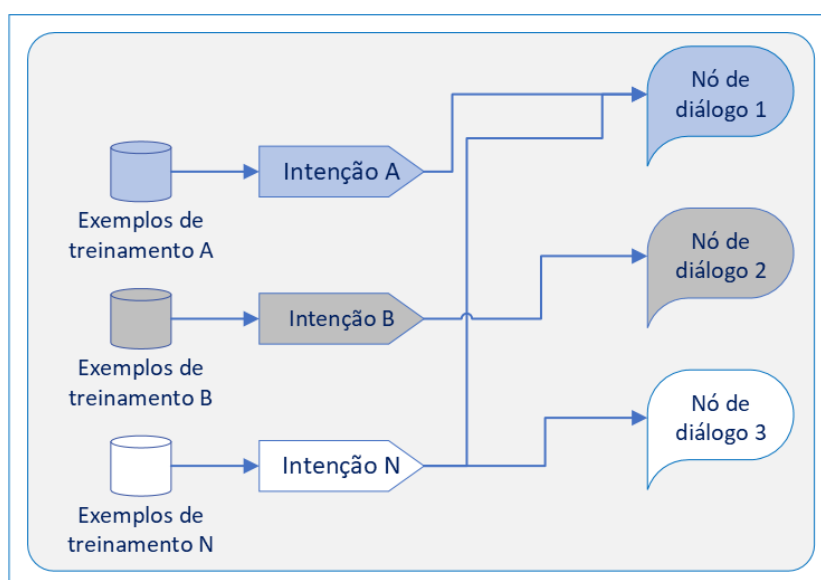 Nó de
diálogo 1
Intenção A
Exemplos de
treinamento A
Nó de
diálogo 2
Intenção B
Exemplos de
treinamento B
Nó de
diálogo 3
Intenção N
Exemplos de
treinamento N